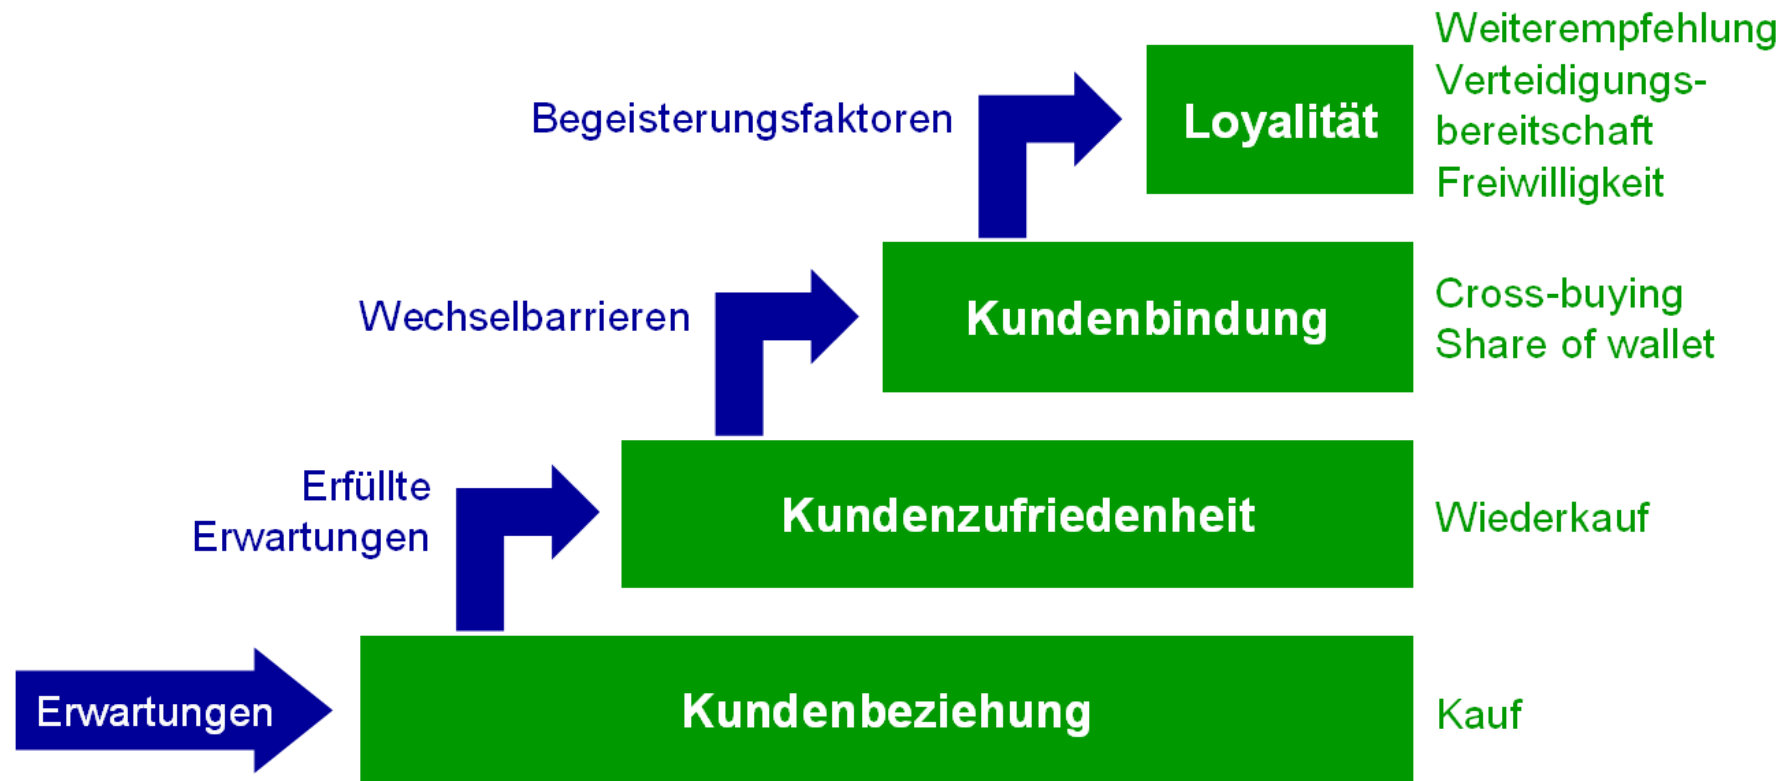 Weiterempfehlung
Verteidigungs-
bereitschaft
Freiwilligkeit
Begeisterungsfaktoren
Loyalität
Wechselbarrieren
Kundenbindung
Cross-buying
Share of wallet
Erfüllte
Erwartungen
Kundenzufriedenheit
Wiederkauf
Erwartungen
Kundenbeziehung
Kauf